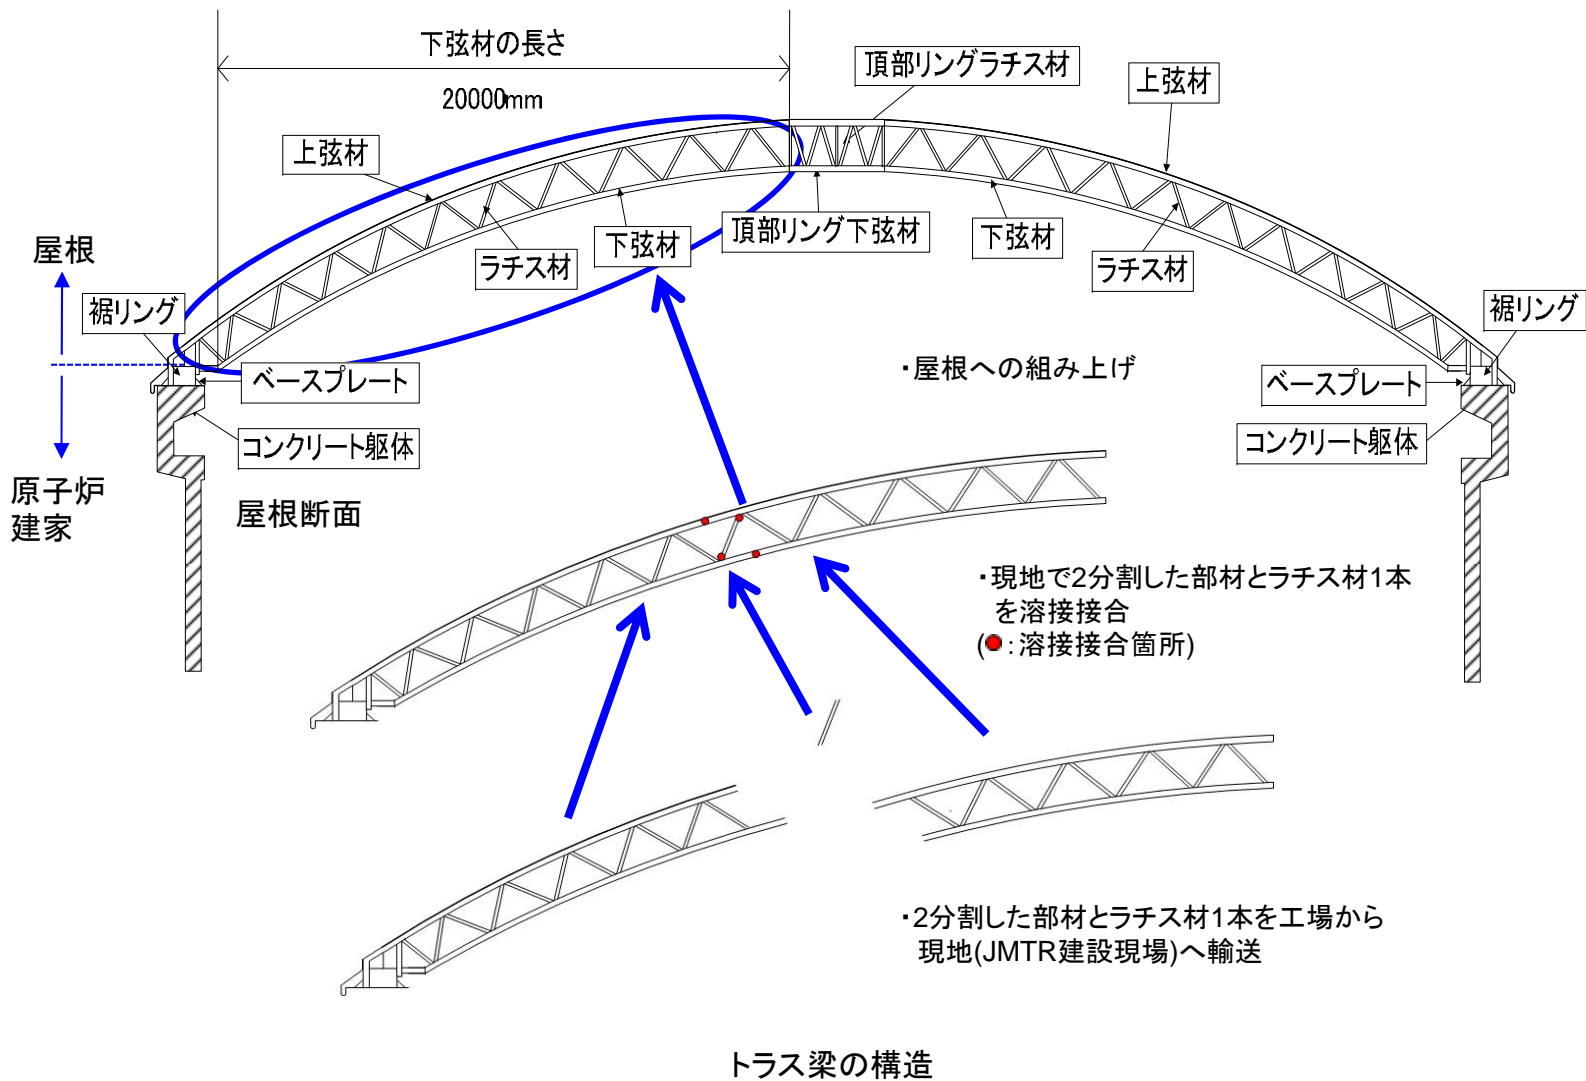 下弦材の長さ
20000mm
頂部リングラチス材
上弦材
上弦材
頂部リング下弦材
下弦材
下弦材
ラチス材
ラチス材
屋根
裾リング
裾リング
・屋根への組み上げ
ベースプレート
ベースプレート
コンクリート躯体
コンクリート躯体
原子炉
建家
屋根断面
・現地で2分割した部材とラチス材1本
を溶接接合
(●:溶接接合箇所)
・2分割した部材とラチス材1本を工場から
現地(JMTR建設現場)へ輸送
トラス梁の構造